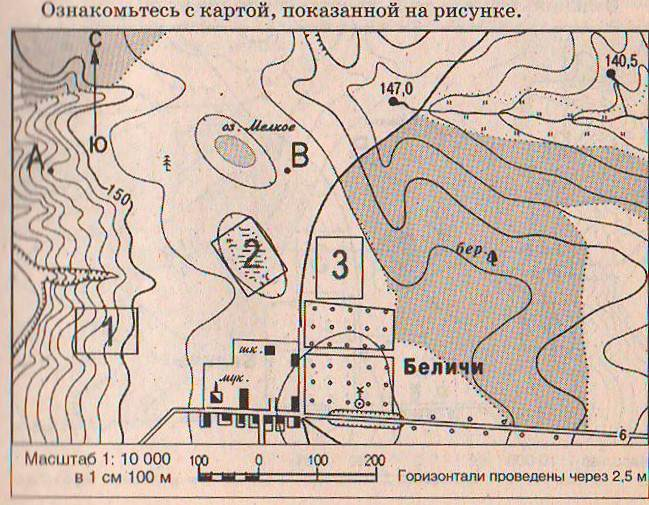 Ознакомьтесь с картой, показанной на рисунке.
С
140,5
147,0
оз. Мелкое
Ю
А
В
150
2
3
бер.
1
шк.
Беличи
мук.
6
Масштаб 1: 10 000
в 1 см 100 м
100 0 100 200
Горизонтали проведены через 2,5 м